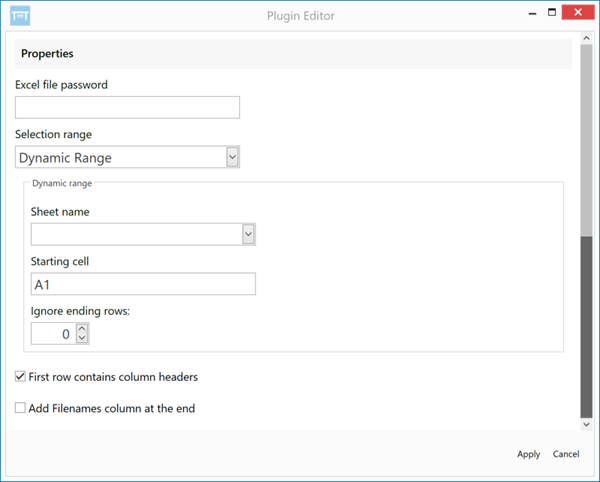 Plugin Editor
Properties
Excel file password
Selection range
Dynamic Range
Dynamic range
Sheet name
Starting cell
A1
Ignore ending rows:
0
First row contains column headers
Add Filenames column at the end
Apply Cancel